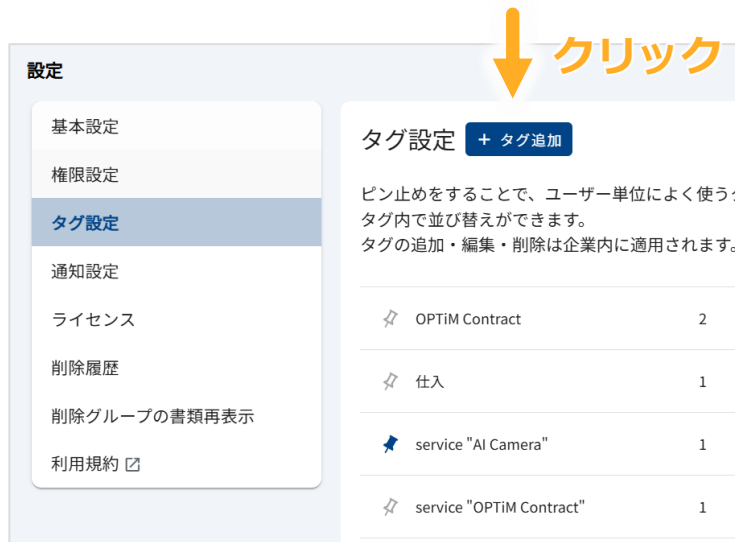 クリック
設定
基本設定
権限設定
タグ設定
通知設定
ライセンス
削除履歴
削除グループの書類再表示
利用規約
タグ設定
+ タグ追加
ピン止めをすることで、ユーザー単位によく使う
タグ内で並び替えができます。
タグの追加・編集・削除は企業内に適用されます。
OPTiM Contract 2
仕入 1
service "AI Camera" 1
service "OPTiM Contract" 1